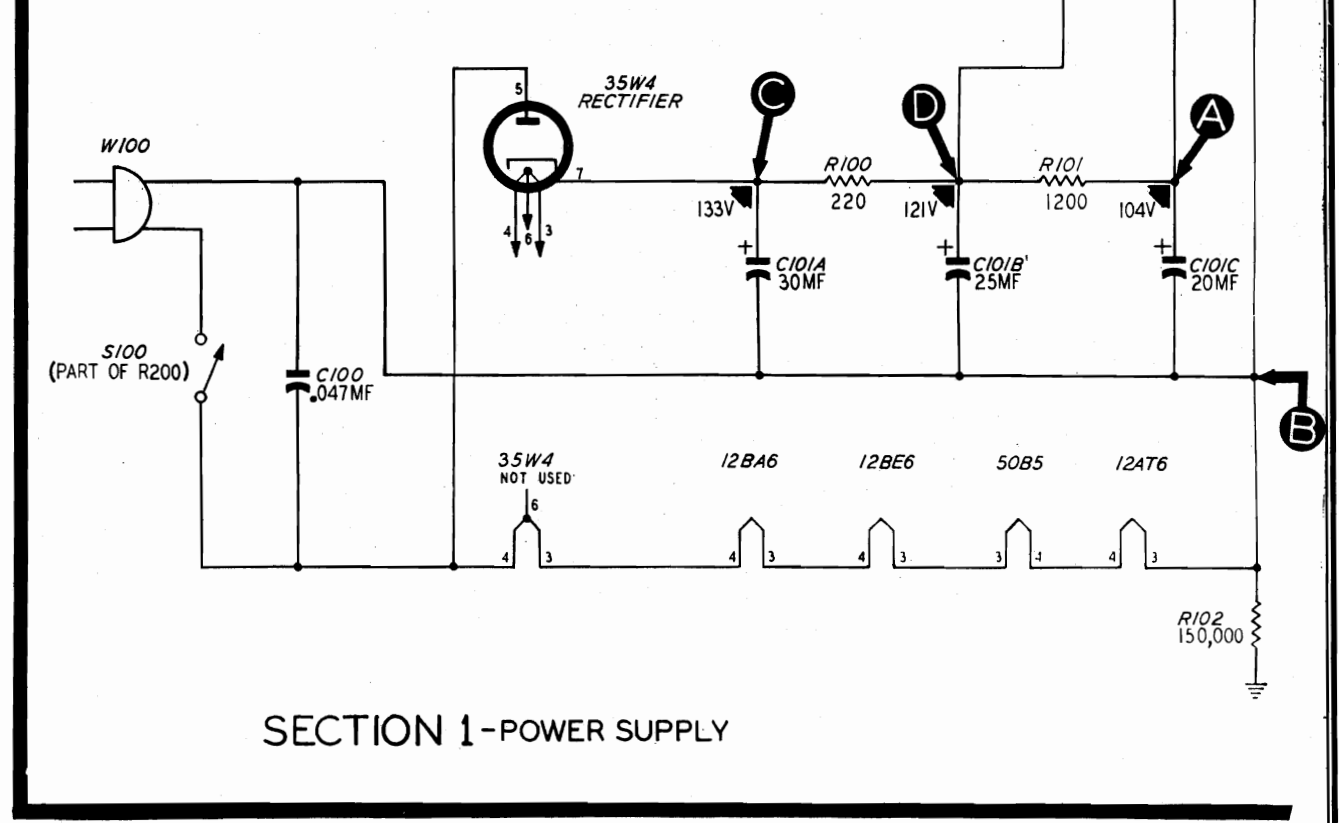 W100
S100
(PART OF R200)
C100
.047MF
5
35W4
RECTIFIER
7
4
6
3
C
D
A
133V
R100
220
121V
R101
1200
104V
+
C101A
30MF
+
C101B'
25MF
+
C101C
20MF
B
35W4
NOT USED
6
4
3
12BA6
4
3
12BE6
4
3
50B5
3
4
12AT6
4
3
R102
150,000
SECTION 1-POWER SUPPLY